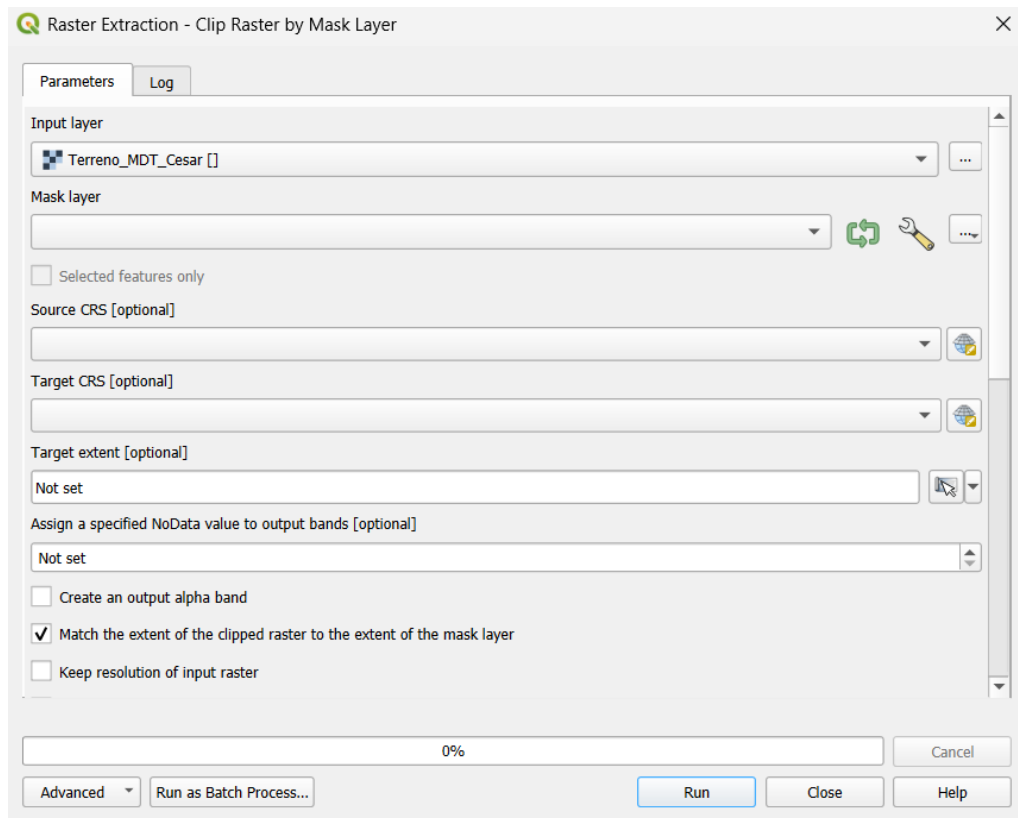 Raster Extraction - Clip Raster by Mask Layer
Parameters
Log
Input layer
Terreno_MDT_Cesar []
...
Mask layer
...
Selected features only
Source CRS [optional]
Target CRS [optional]
Target extent [optional]
Not set
Assign a specified NoData value to output bands [optional]
Not set
Create an output alpha band
Match the extent of the clipped raster to the extent of the mask layer
Keep resolution of input raster
0%
Cancel
Advanced
Run as Batch Process...
Run
Close
Help